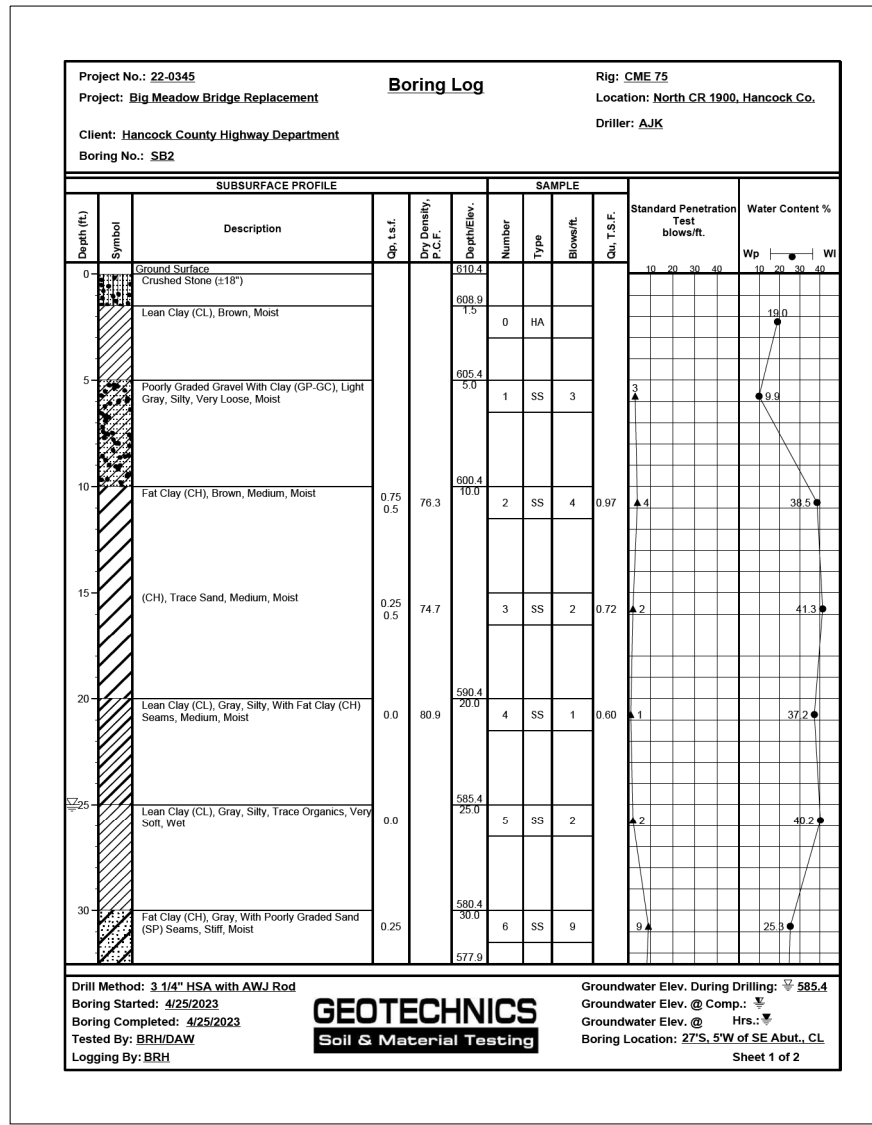 Project No.: 22-0345
Project: Big Meadow Bridge Replacement
Client: Hancock County Highway Department
Boring No.: SB2
Boring Log
Rig: CME 75
Location: North CR 1900, Hancock Co.
Driller: AJK
SUBSURFACE PROFILE
SAMPLE
Depth (ft.)
Symbol
Description
Qp, t.s.f.
Dry Density, P.C.F.
Depth/Elev.
Number
Type
Blows/ft.
Qu, T.S.F.
Standard Penetration
Test
blows/ft.
10 20 30 40
Water Content %
Wp Wl
10 20 30 40
0 Ground Surface 610.4
Crushed Stone (±18")
608.9
1.5
Lean Clay (CL), Brown, Moist
0 HA 19.0
605.4
5 5.0
Poorly Graded Gravel With Clay (GP-GC), Light
Gray, Silty, Very Loose, Moist
1 SS 3 3 9.9
600.4
10 10.0
Fat Clay (CH), Brown, Medium, Moist
0.75
0.5 76.3 2 SS 4 0.97 4 38.5
15
(CH), Trace Sand, Medium, Moist
0.25
0.5 74.7 3 SS 2 0.72 2 41.3
590.4
20 20.0
Lean Clay (CL), Gray, Silty, With Fat Clay (CH)
Seams, Medium, Moist
0.0 80.9 4 SS 1 0.60 1 37.2
585.4
25 25.0
Lean Clay (CL), Gray, Silty, Trace Organics, Very
Soft, Wet
0.0 5 SS 2 2 40.2
580.4
30 30.0
Fat Clay (CH), Gray, With Poorly Graded Sand
(SP) Seams, Stiff, Moist
0.25 6 SS 9 9 25.3
577.9
Drill Method: 3 1/4" HSA with AWJ Rod
Boring Started: 4/25/2023
Boring Completed: 4/25/2023
Tested By: BRH/DAW
Logging By: BRH
GEOTECHNICS
Soil & Material Testing
Groundwater Elev. During Drilling: 585.4
Groundwater Elev. @ Comp.:
Groundwater Elev. @ Hrs.:
Boring Location: 27'S, 5'W of SE Abut., CL
Sheet 1 of 2